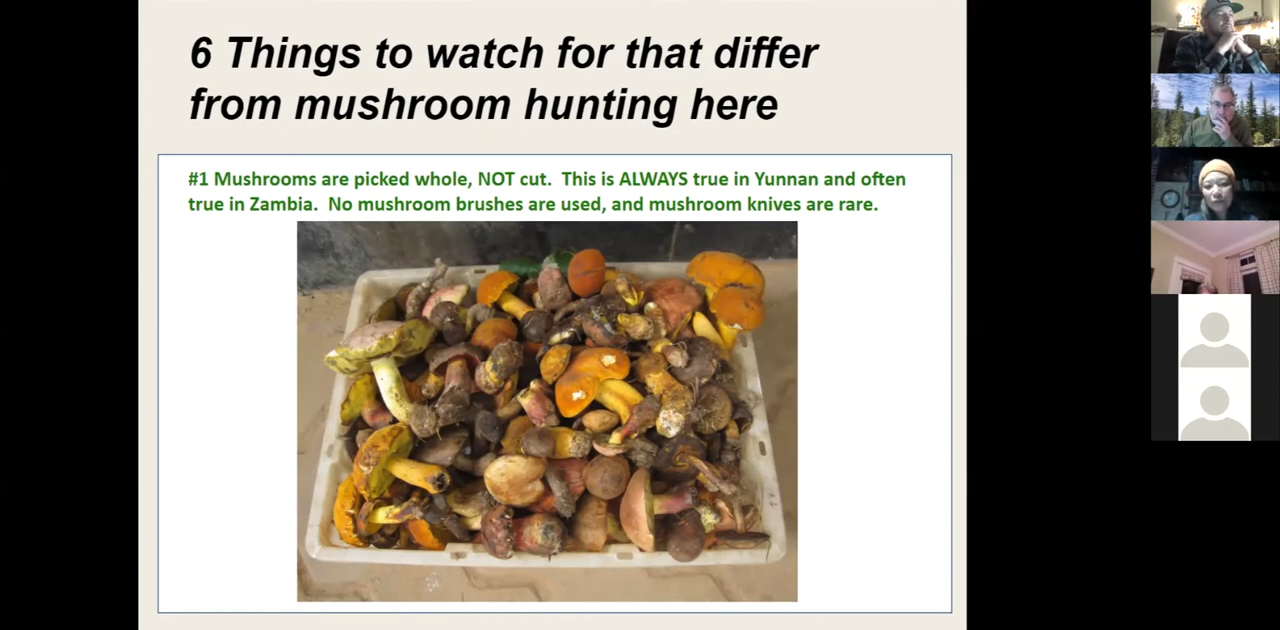 6 Things to watch for that differ
from mushroom hunting here
#1 Mushrooms are picked whole, NOT cut.  This is ALWAYS true in Yunnan and often
true in Zambia.  No mushroom brushes are used, and mushroom knives are rare.